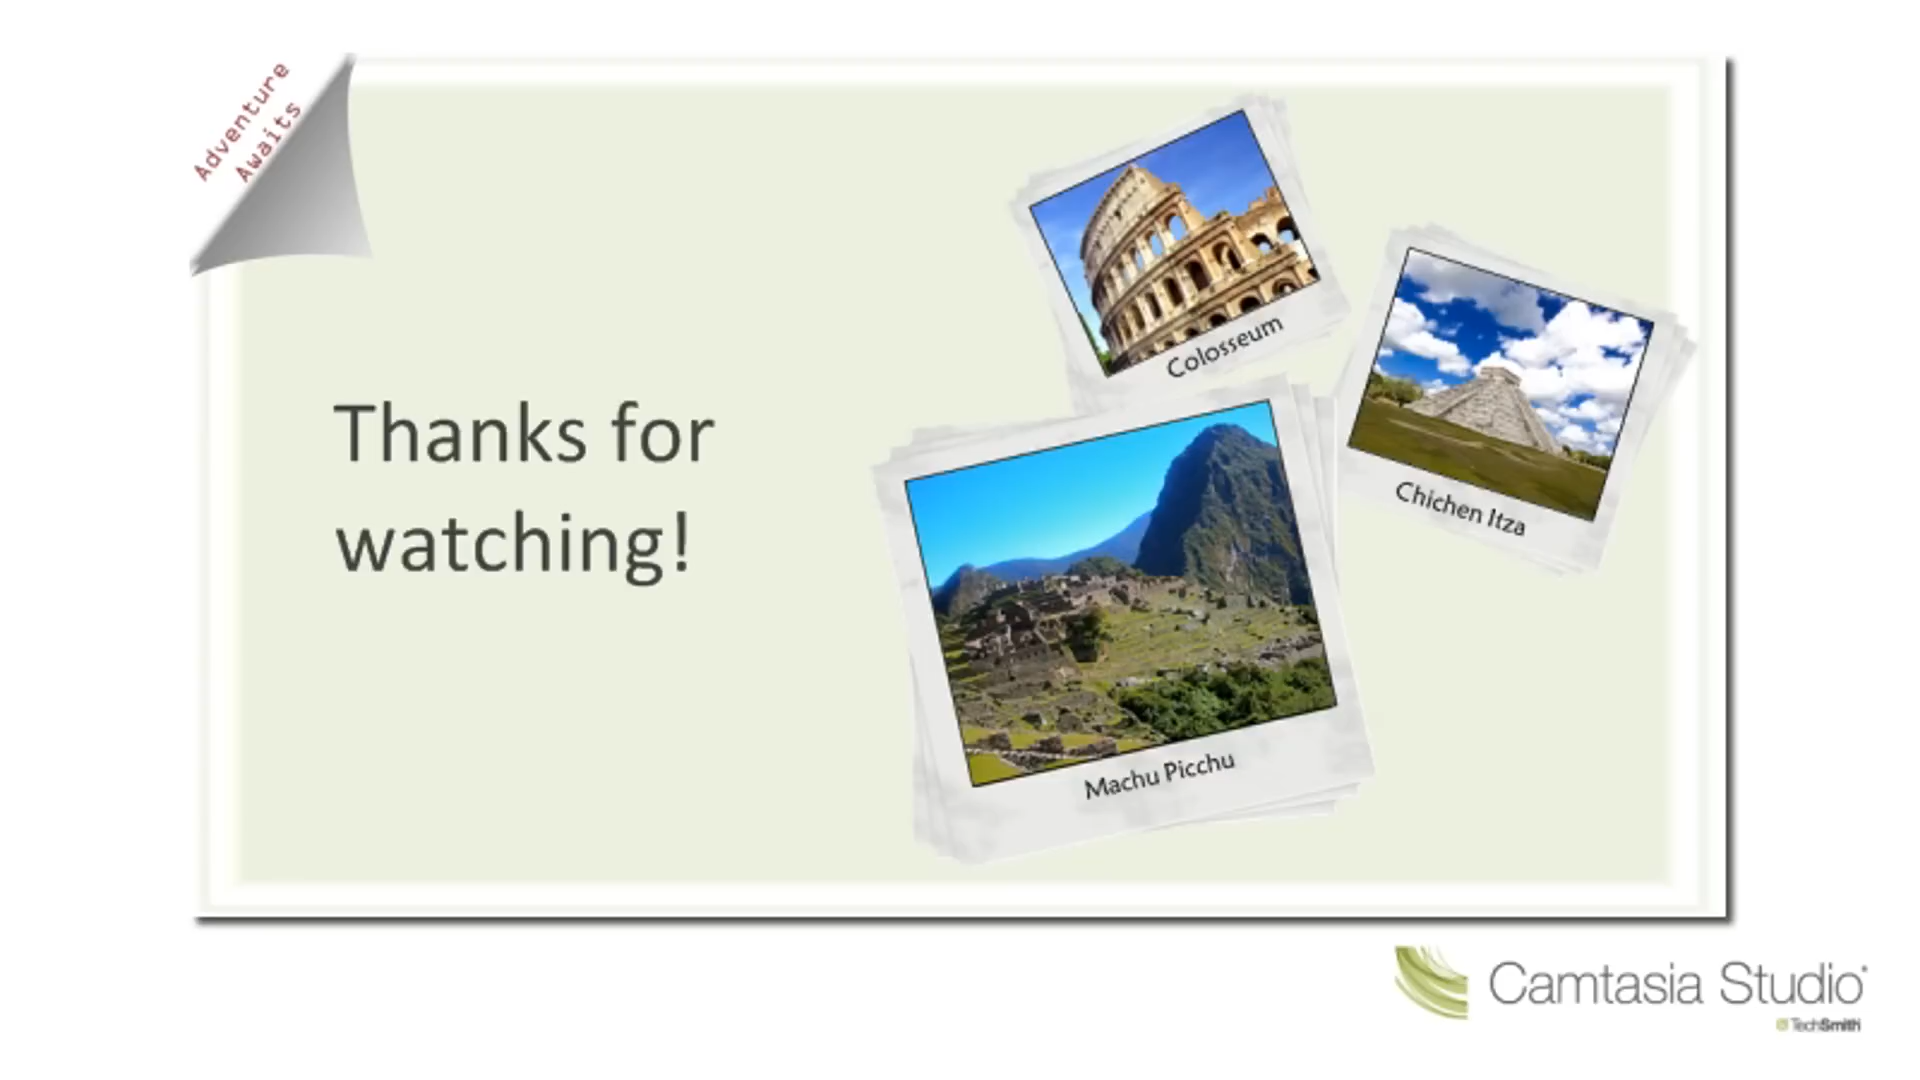 Adventure
Awaits
Thanks for
watching!
Colosseum
Chichen Itza
Machu Picchu
Camtasia Studio®
TechSmith